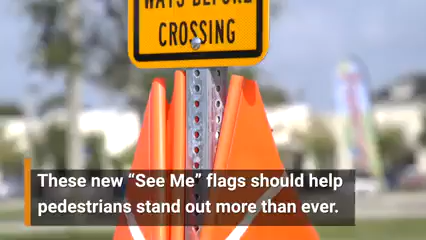 WAYS BEFORE
CROSSING
These new “See Me” flags should help
pedestrians stand out more than ever.